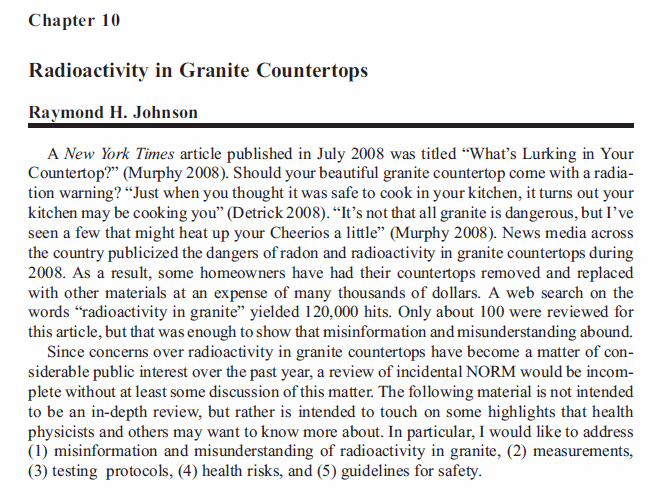 Chapter 10
Radioactivity in Granite Countertops
Raymond H. Johnson
A New York Times article published in July 2008 was titled “What’s Lurking in Your
Countertop?” (Murphy 2008). Should your beautiful granite countertop come with a radia-
tion warning? “Just when you thought it was safe to cook in your kitchen, it turns out your
kitchen may be cooking you” (Detrick 2008). “It’s not that all granite is dangerous, but I’ve
seen a few that might heat up your Cheerios a little” (Murphy 2008). News media across
the country publicized the dangers of radon and radioactivity in granite countertops during
2008. As a result, some homeowners have had their countertops removed and replaced
with other materials at an expense of many thousands of dollars. A web search on the
words “radioactivity in granite” yielded 120,000 hits. Only about 100 were reviewed for
this article, but that was enough to show that misinformation and misunderstanding abound.
Since concerns over radioactivity in granite countertops have become a matter of con-
siderable public interest over the past year, a review of incidental NORM would be incom-
plete without at least some discussion of this matter. The following material is not intended
to be an in-depth review, but rather is intended to touch on some highlights that health
physicists and others may want to know more about. In particular, I would like to address
(1) misinformation and misunderstanding of radioactivity in granite, (2) measurements,
(3) testing protocols, (4) health risks, and (5) guidelines for safety.